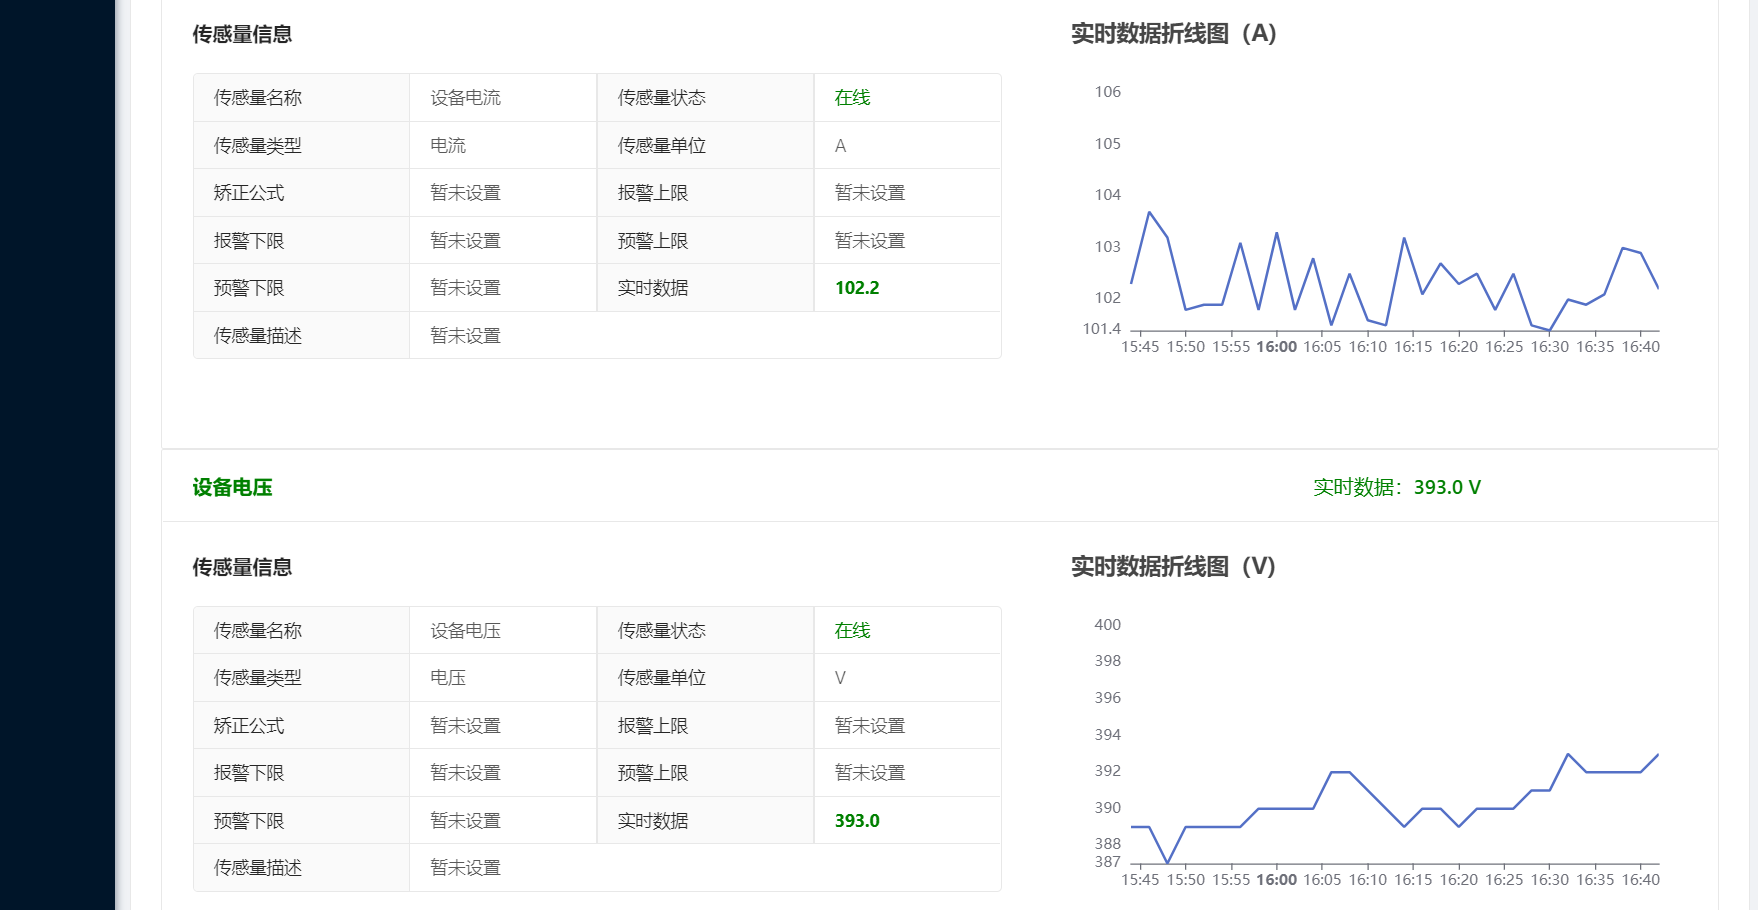 传感量信息
传感量名称 设备电流 传感量状态 在线
传感量类型 电流 传感量单位 A
矫正公式 暂未设置 报警上限 暂未设置
报警下限 暂未设置 预警上限 暂未设置
预警下限 暂未设置 实时数据 102.2
传感量描述 暂未设置
实时数据折线图（A）
106
105
104
103
102
101.4
15:45 15:50 15:55 16:00 16:05 16:10 16:15 16:20 16:25 16:30 16:35 16:40
设备电压 实时数据：393.0 V
传感量信息
传感量名称 设备电压 传感量状态 在线
传感量类型 电压 传感量单位 V
矫正公式 暂未设置 报警上限 暂未设置
报警下限 暂未设置 预警上限 暂未设置
预警下限 暂未设置 实时数据 393.0
传感量描述 暂未设置
实时数据折线图（V）
400
398
396
394
392
390
388
387
15:45 15:50 15:55 16:00 16:05 16:10 16:15 16:20 16:25 16:30 16:35 16:40